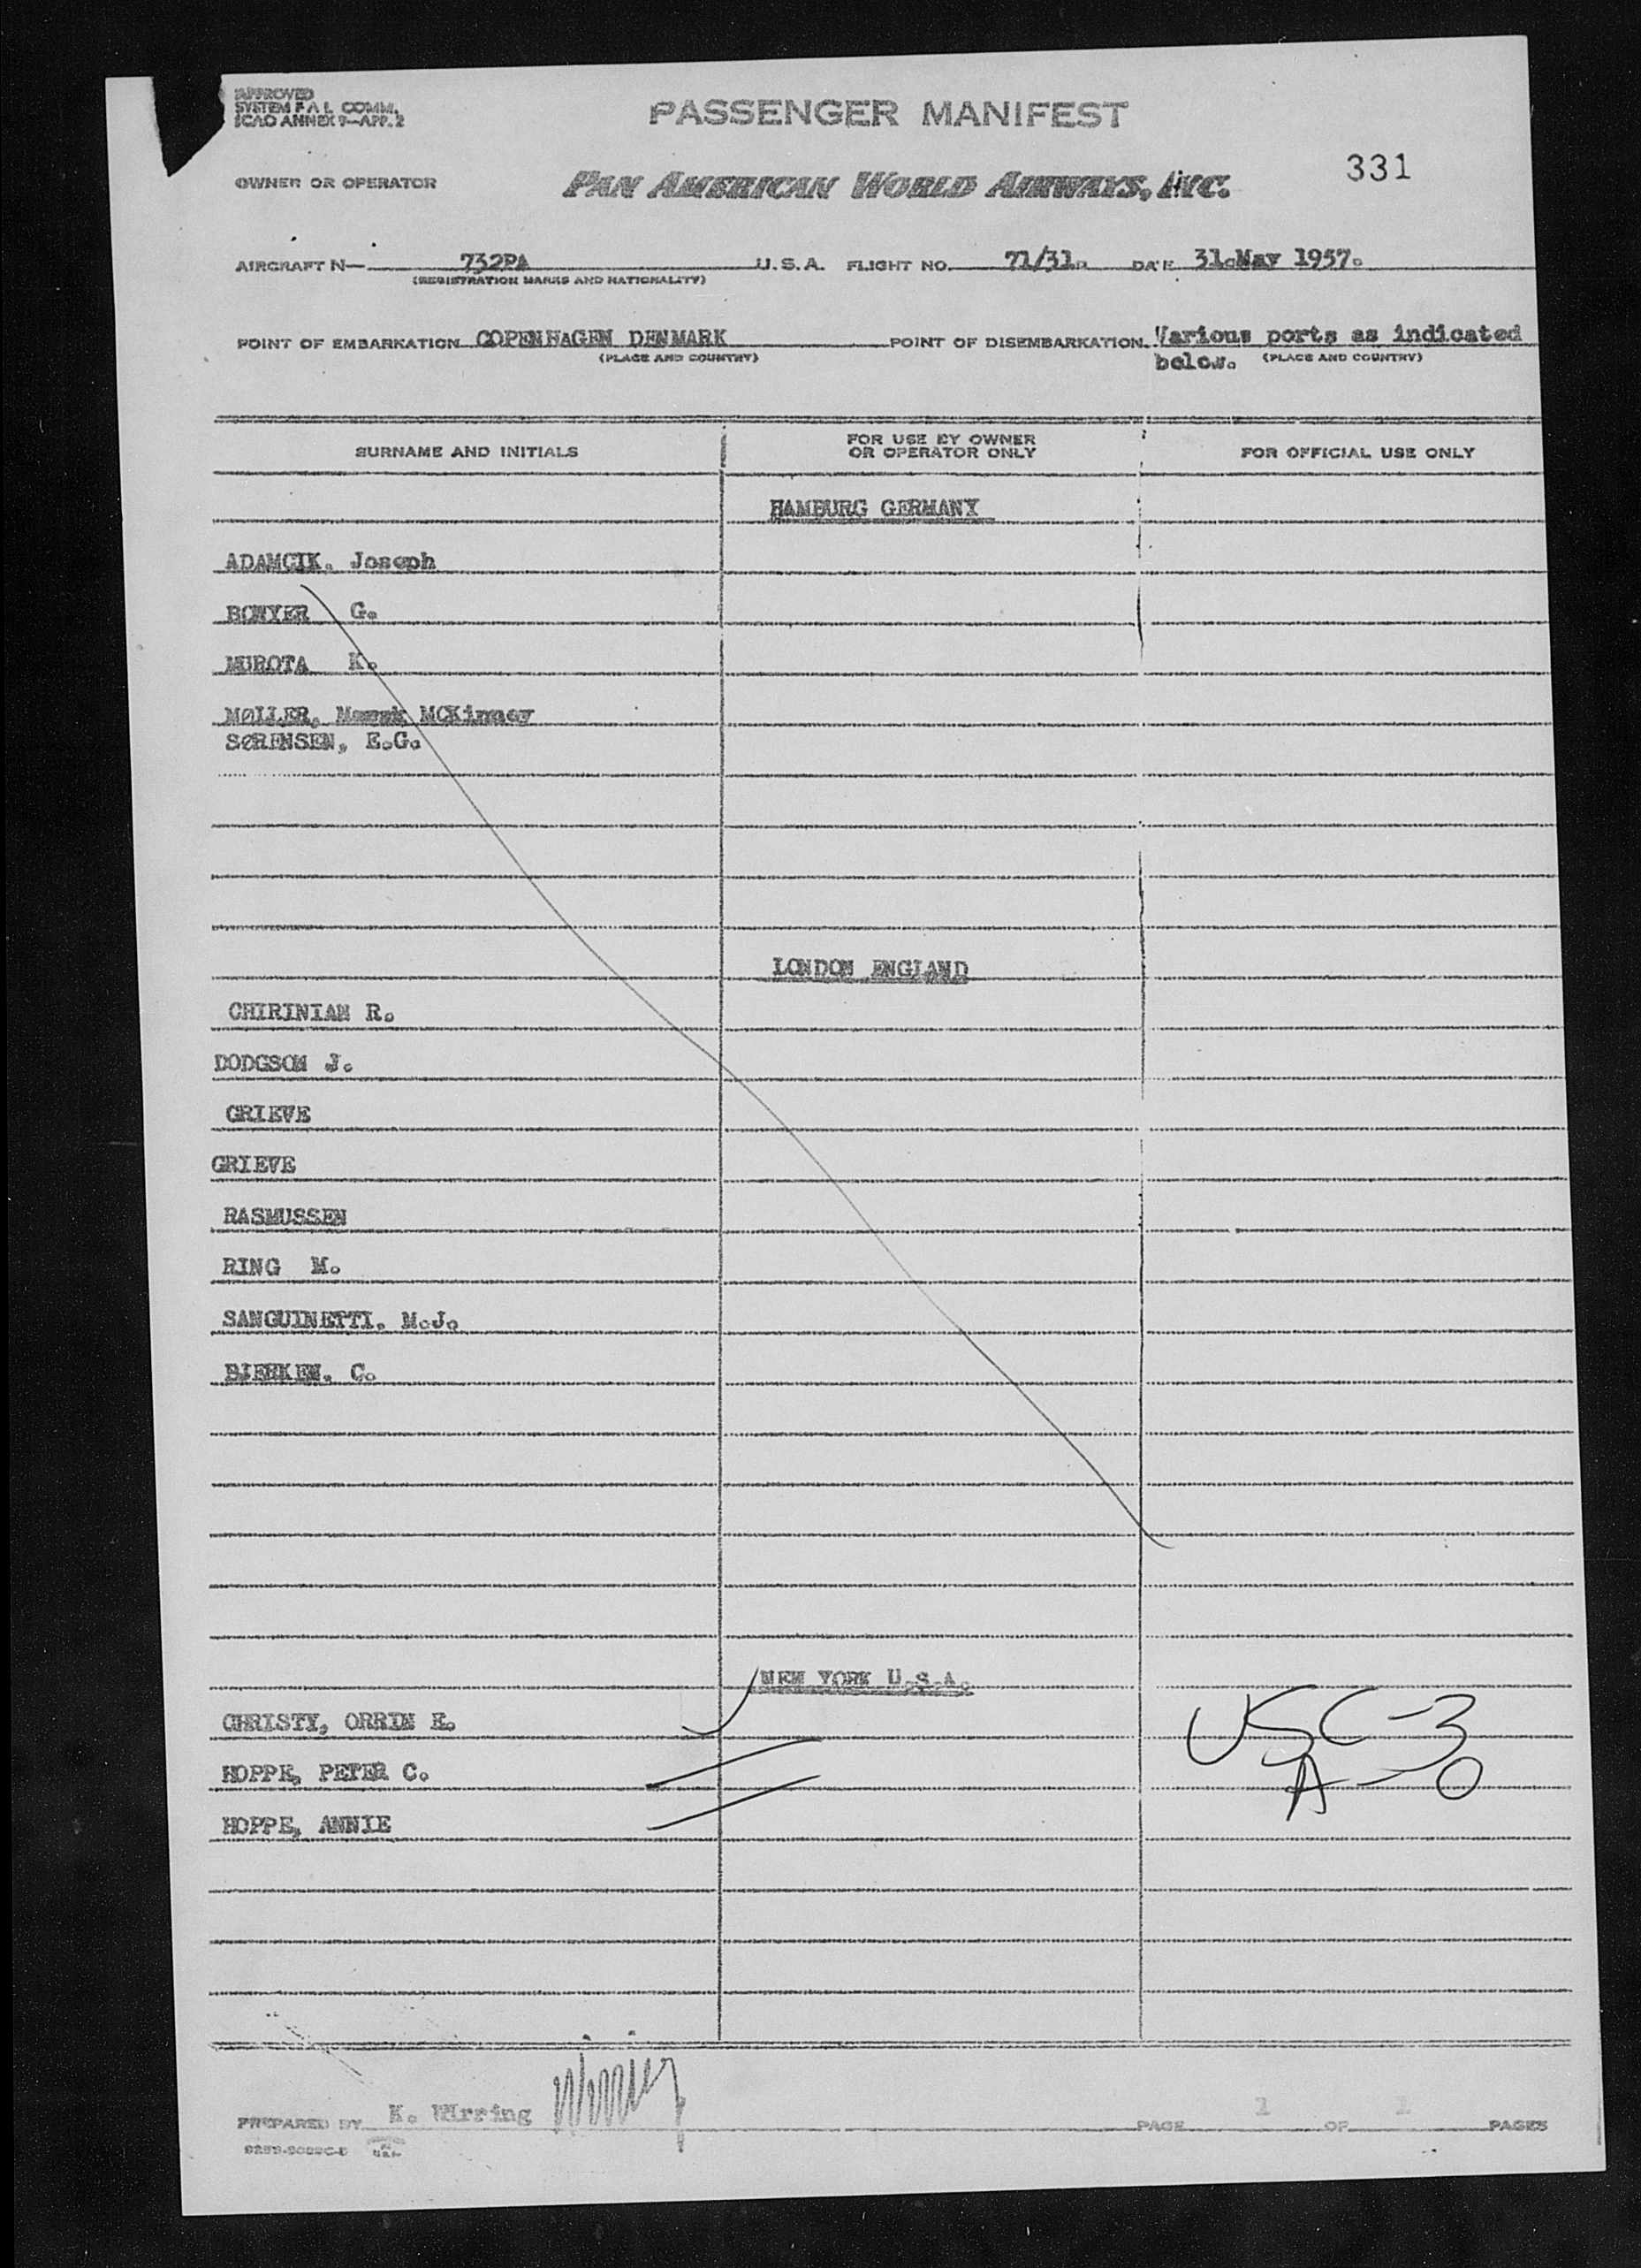 APPROVED
SYSTEM F A L COMM.
ICAO ANNEX 9—APP. 2
PASSENGER MANIFEST
331
OWNER OR OPERATOR
PAN AMERICAN WORLD AIRWAYS, INC.
AIRCRAFT N— 732PA U. S. A. FLIGHT NO. 71/31. DATE 31.May 1957.
(REGISTRATION MARKS AND NATIONALITY)
POINT OF EMBARKATION COPENHAGEN DENMARK POINT OF DISEMBARKATION Various ports as indicated
(PLACE AND COUNTRY) below. (PLACE AND COUNTRY)
SURNAME AND INITIALS FOR USE BY OWNER OR OPERATOR ONLY FOR OFFICIAL USE ONLY
HAMBURG GERMANY
ADAMCIK. Joseph
BOWYER G.
MUROTA K.
MØLLER, MCKinney
SØRENSEN, E.G.
LONDON ENGLAND
CHIRINIAN R.
DODGSON J.
GRIEVE
GRIEVE
RASMUSSEN
RING M.
SANGUINETTI. M.J.
BJERKEN. C.
NEW YORK U.S.A.
CHRISTY, ORRIN E.
USC-3
HOPPE, PETER C.
A-0
HOPPE, ANNIE
PREPARED BY K. PAGE 1 OF 1 PAGES